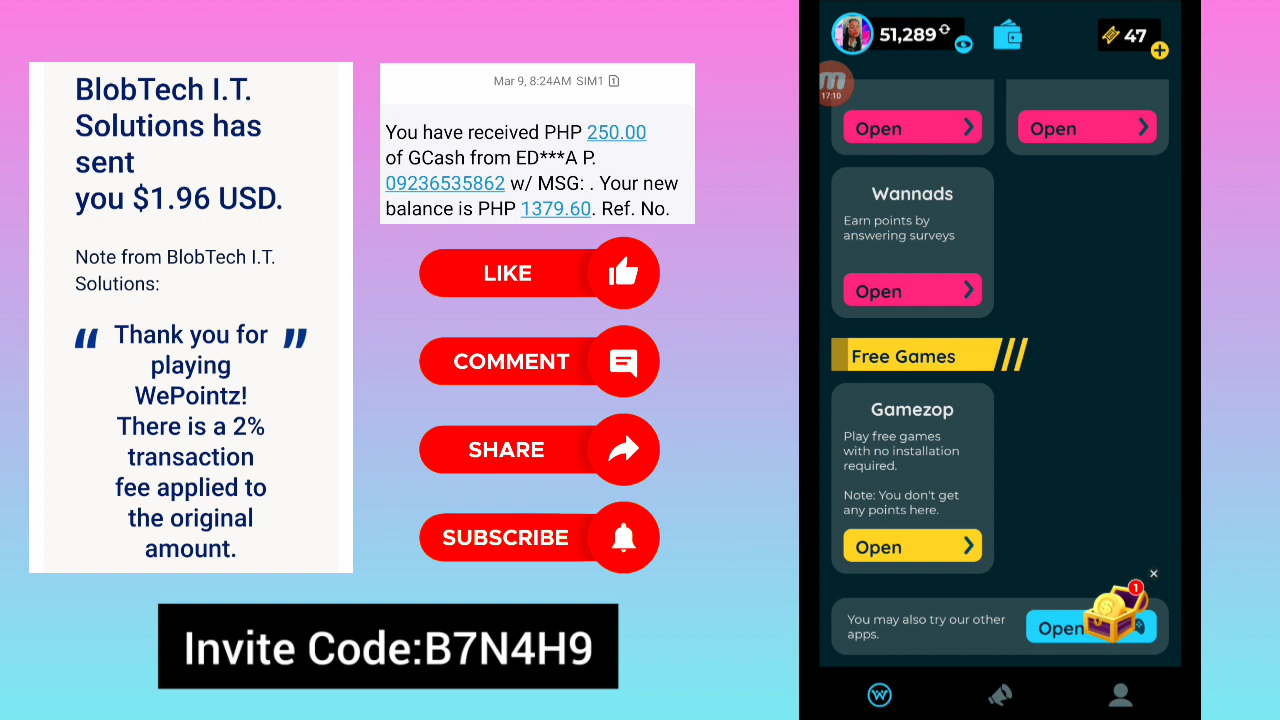 BlobTech I.T.
Solutions has
sent
you $1.96 USD.
Note from BlobTech I.T.
Solutions:
“ Thank you for ”
playing
WePointz!
There is a 2%
transaction
fee applied to
the original
amount.
Mar 9, 8:24AM SIM1 1
You have received PHP 250.00
of GCash from ED***A P.
09236535862 w/ MSG: . Your new
balance is PHP 1379.60. Ref. No.
LIKE
COMMENT
SHARE
SUBSCRIBE
Invite Code:B7N4H9
51,289
47
17:10
Open
Open
Wannads
Earn points by
answering surveys
Open
Free Games
Gamezop
Play free games
with no installation
required.
Note: You don't get
any points here.
Open
1
You may also try our other
apps.
Open
W